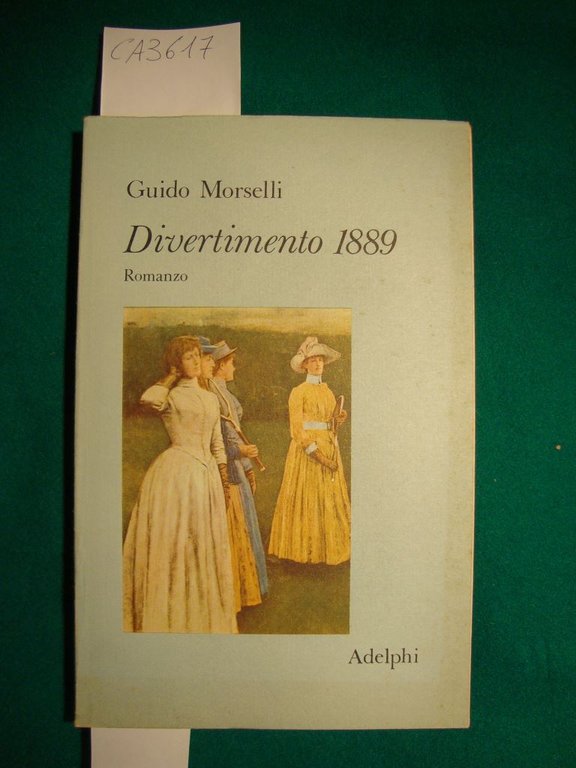 CA3617
Guido Morselli
Divertimento 1889
Romanzo
Adelphi